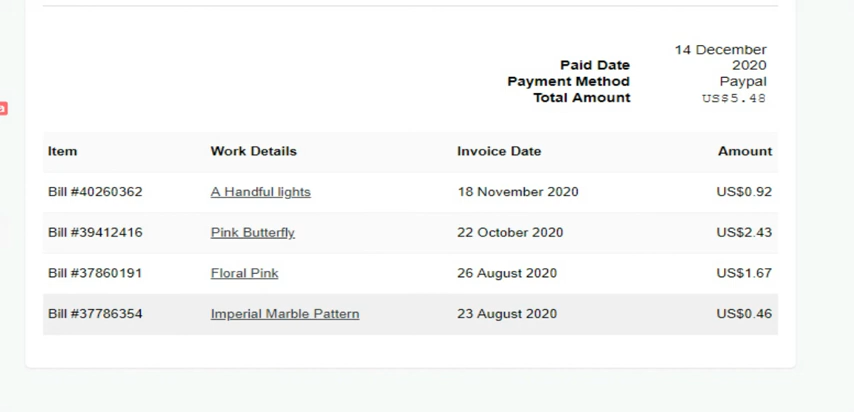 14 December
Paid Date 2020
Payment Method Paypal
Total Amount US$5.48
Item Work Details Invoice Date Amount
Bill #40260362 A Handful lights 18 November 2020 US$0.92
Bill #39412416 Pink Butterfly 22 October 2020 US$2.43
Bill #37860191 Floral Pink 26 August 2020 US$1.67
Bill #37786354 Imperial Marble Pattern 23 August 2020 US$0.46